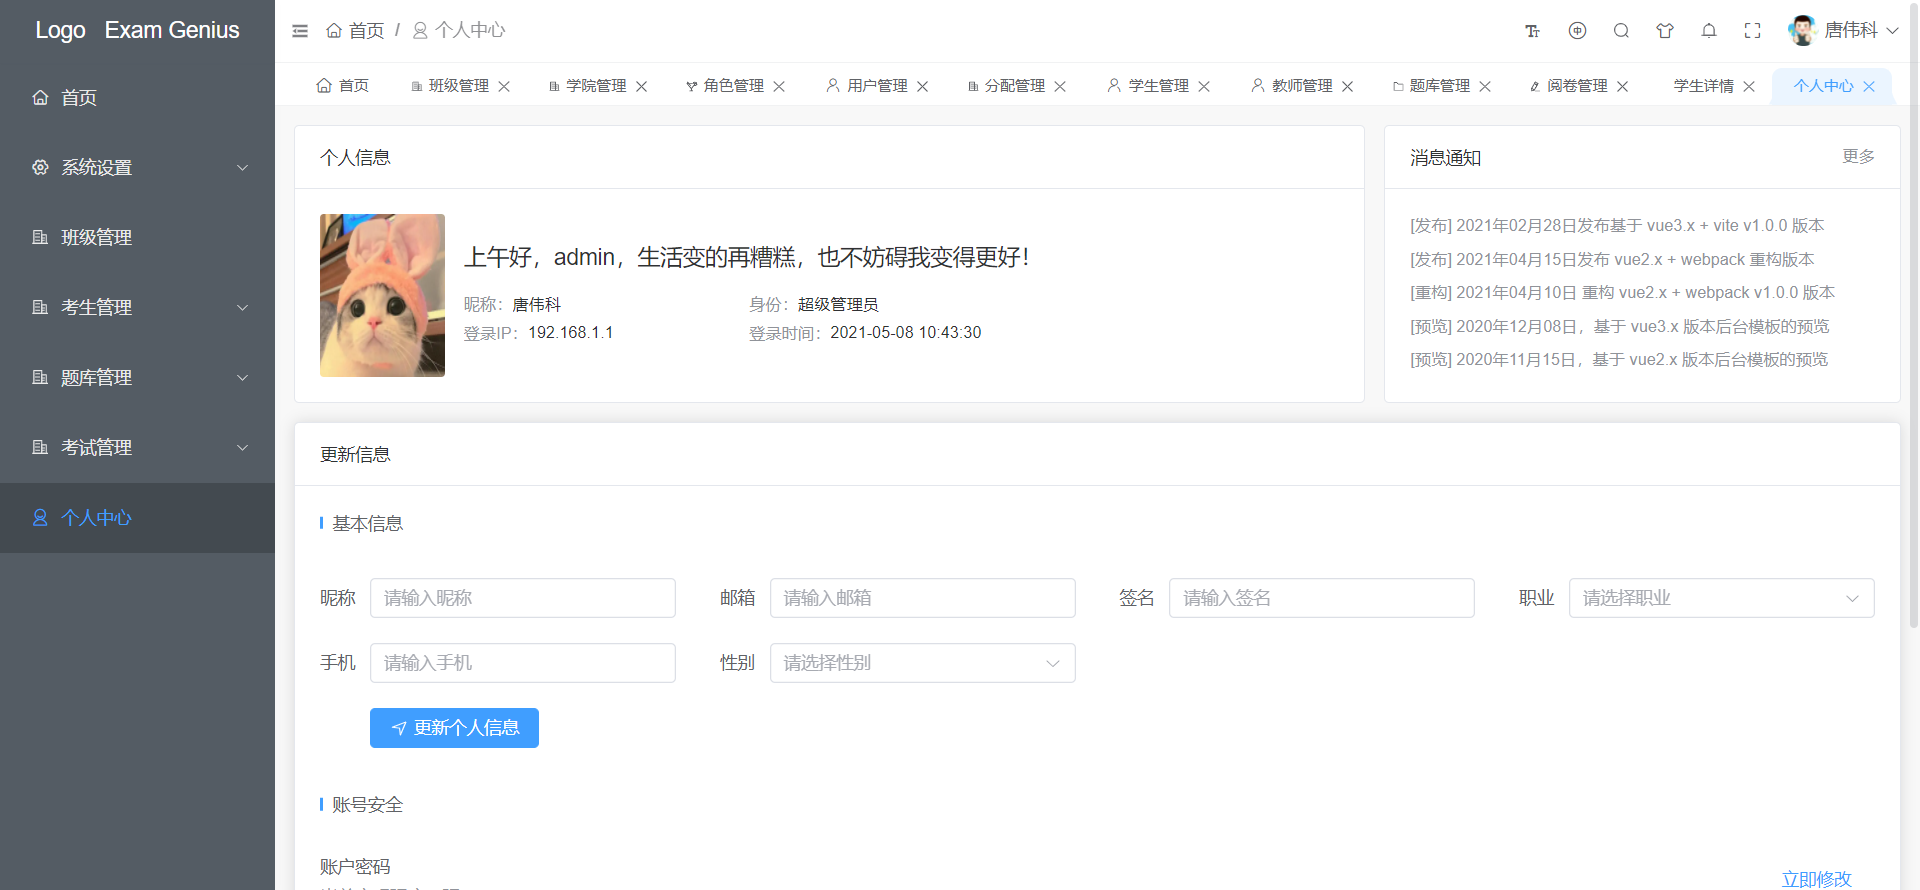 Logo Exam Genius
首页
系统设置
班级管理
考生管理
题库管理
考试管理
个人中心
首页 / 个人中心
唐伟科
首页 班级管理 学院管理 角色管理 用户管理 分配管理 学生管理 教师管理 题库管理 阅卷管理 学生详情 个人中心
个人信息
上午好，admin，生活变的再糟糕，也不妨碍我变得更好！
昵称： 唐伟科 身份： 超级管理员
登录IP： 192.168.1.1 登录时间： 2021-05-08 10:43:30
消息通知 更多
[发布] 2021年02月28日发布基于 vue3.x + vite v1.0.0 版本
[发布] 2021年04月15日发布 vue2.x + webpack 重构版本
[重构] 2021年04月10日 重构 vue2.x + webpack v1.0.0 版本
[预览] 2020年12月08日，基于 vue3.x 版本后台模板的预览
[预览] 2020年11月15日，基于 vue2.x 版本后台模板的预览
更新信息
基本信息
昵称 请输入昵称 邮箱 请输入邮箱 签名 请输入签名 职业 请选择职业
手机 请输入手机 性别 请选择性别
更新个人信息
账号安全
账户密码
立即修改